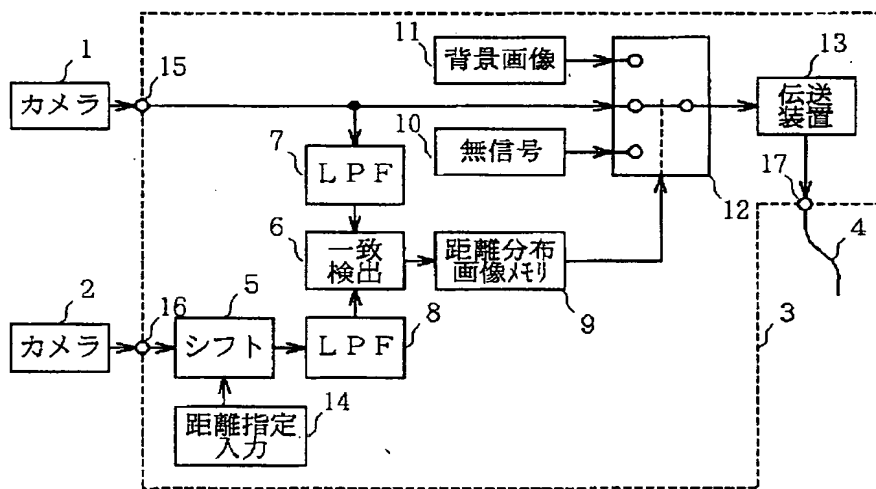 11
背景画像
1
カメラ
15
13
伝送
装置
10
無信号
7
LPF
12
17
4
6
一致
検出
距離分布
画像メモリ
9
2
カメラ
16
5
シフト
LPF
8
3
距離指定
入力
14